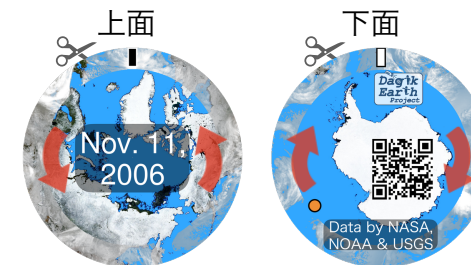 上面
下面
Nov. 11
2006
Dagik
Earth
Project
Data by NASA,
NOAA & USGS